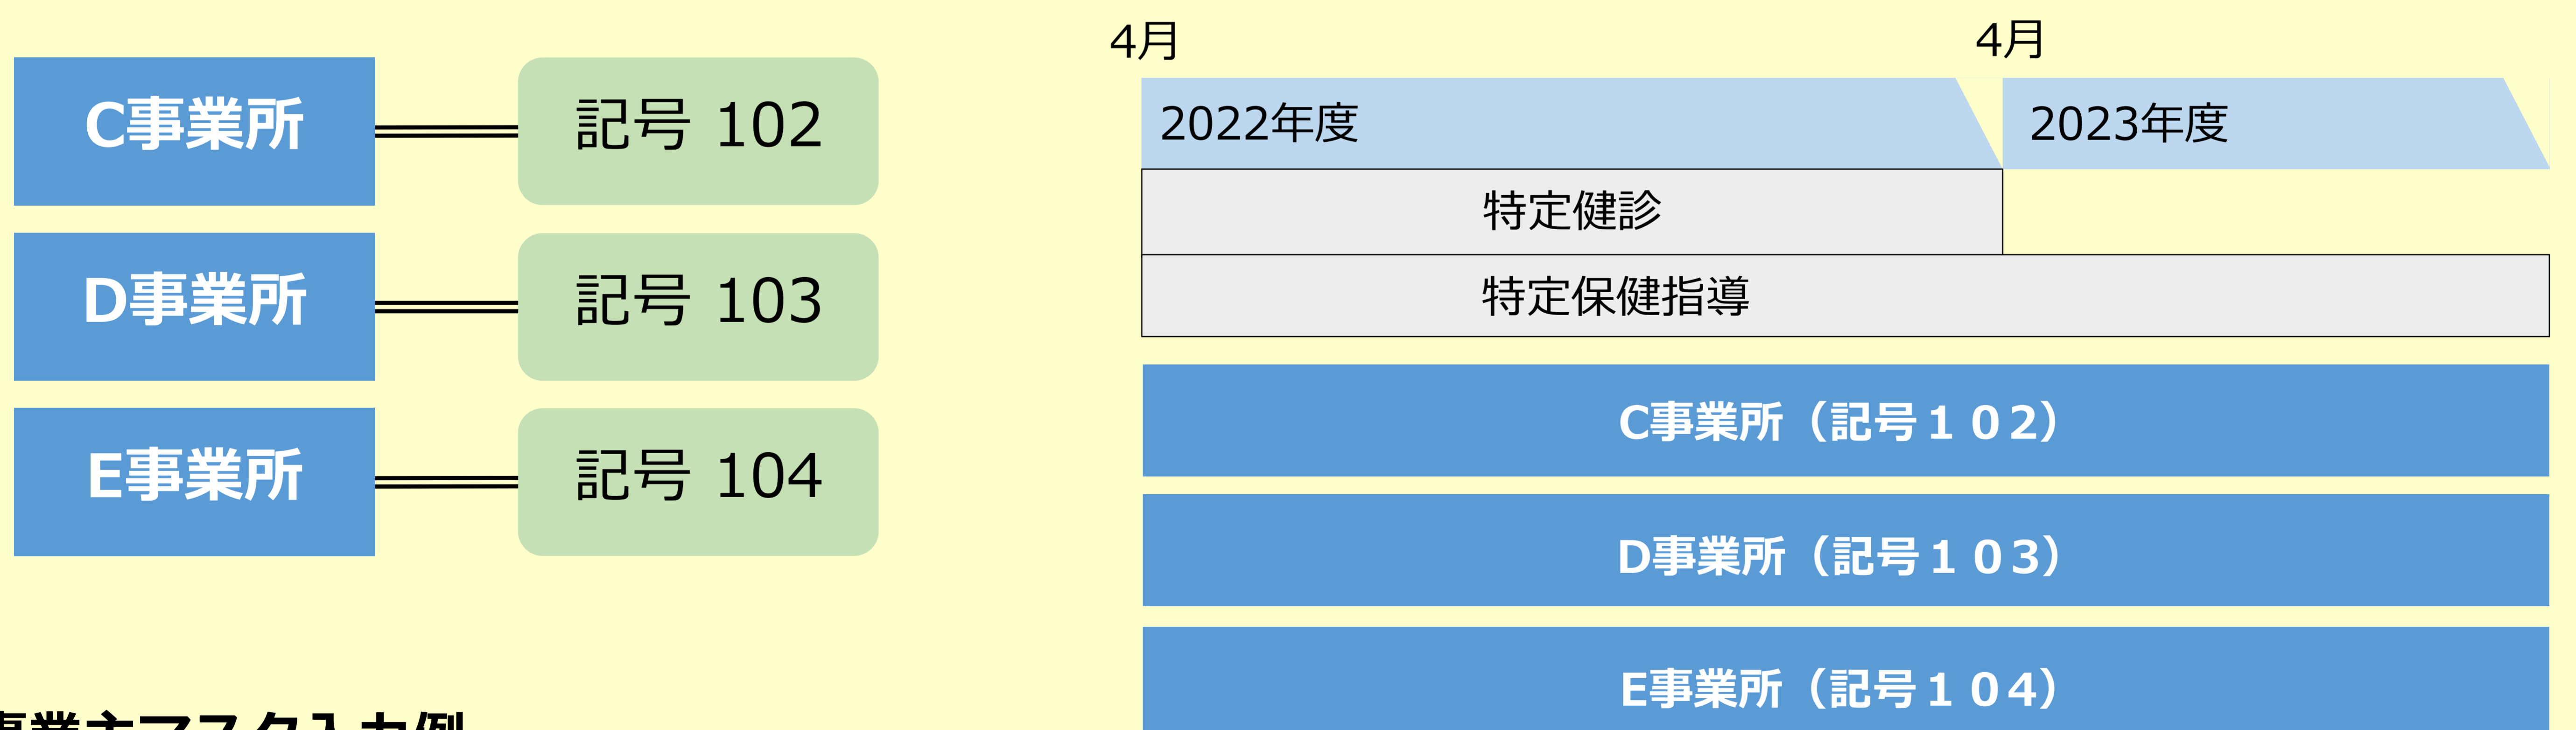 C事業所
記号 102
D事業所
記号 103
E事業所
記号 104
4月
4月
2022年度
2023年度
特定健診
特定保健指導
C事業所（記号１０２）
D事業所（記号１０３）
E事業所（記号１０４）